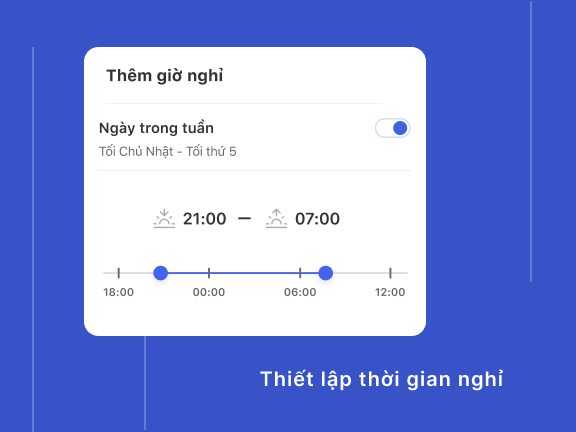 Thêm giờ nghỉ
Ngày trong tuần
Tối Chủ Nhật - Tối thứ 5
21:00 – 07:00
18:00 00:00 06:00 12:00
Thiết lập thời gian nghỉ